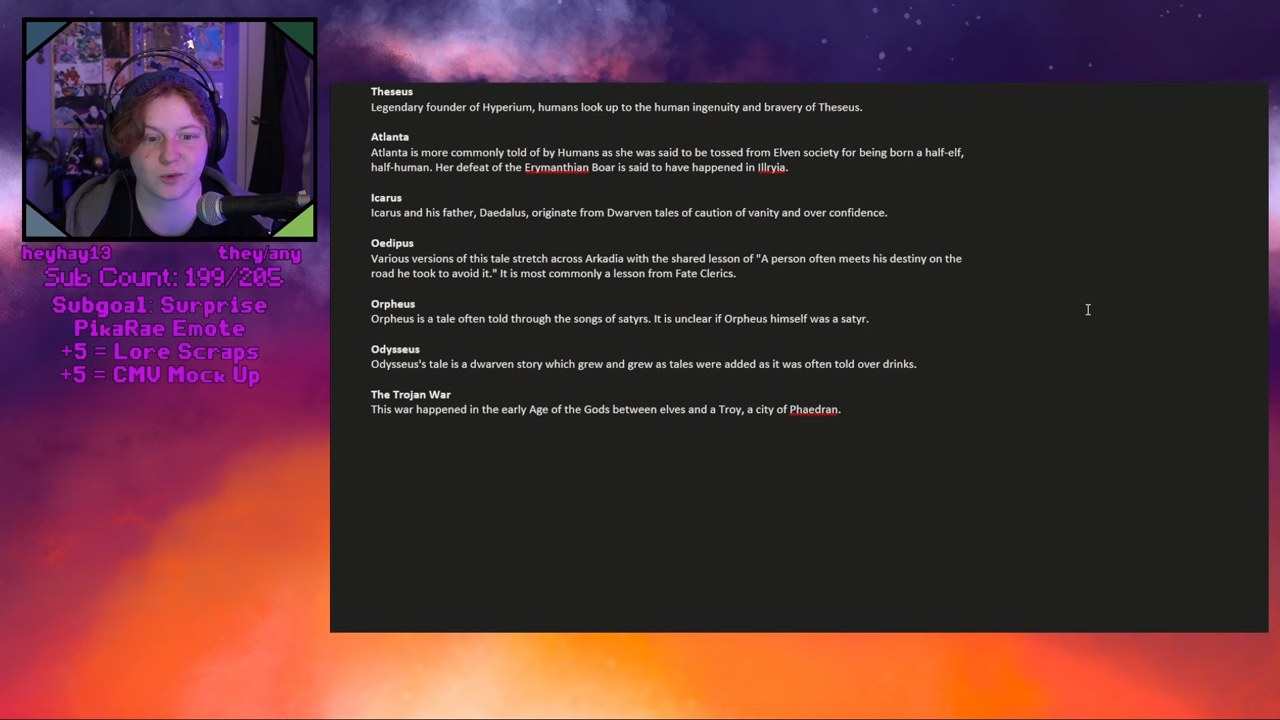 heyhay13 they/any
Sub Count: 199/205
Subgoal: Surprise
PikaRae Emote
+5 = Lore Scraps
+5 = CMV Mock Up
Theseus
Legendary founder of Hyperium, humans look up to the human ingenuity and bravery of Theseus.
Atlanta
Atlanta is more commonly told of by Humans as she was said to be tossed from Elven society for being born a half-elf,
half-human. Her defeat of the Erymanthian Boar is said to have happened in Illryia.
Icarus
Icarus and his father, Daedalus, originate from Dwarven tales of caution of vanity and over confidence.
Oedipus
Various versions of this tale stretch across Arkadia with the shared lesson of "A person often meets his destiny on the
road he took to avoid it." It is most commonly a lesson from Fate Clerics.
Orpheus
Orpheus is a tale often told through the songs of satyrs. It is unclear if Orpheus himself was a satyr.
Odysseus
Odysseus's tale is a dwarven story which grew and grew as tales were added as it was often told over drinks.
The Trojan War
This war happened in the early Age of the Gods between elves and a Troy, a city of Phaedran.